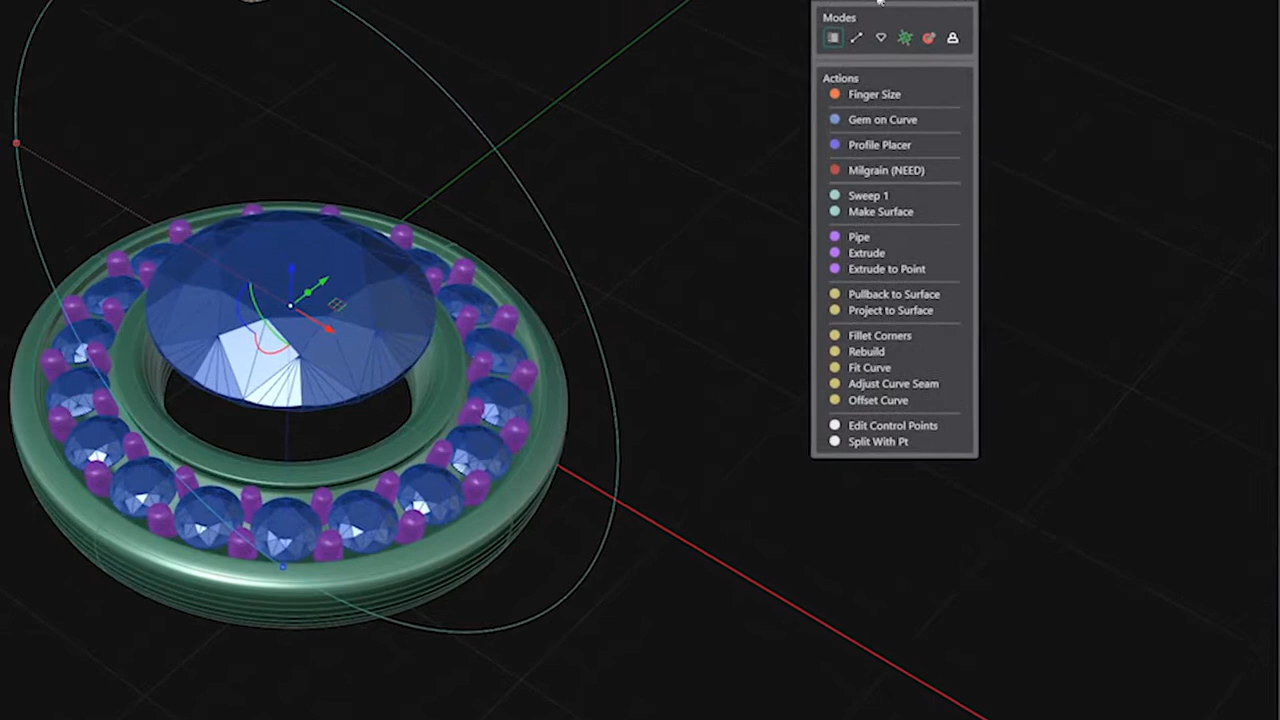 Modes
Actions
Finger Size
Gem on Curve
Profile Placer
Milgrain (NEED)
Sweep 1
Make Surface
Pipe
Extrude
Extrude to Point
Pullback to Surface
Project to Surface
Fillet Corners
Rebuild
Fit Curve
Adjust Curve Seam
Offset Curve
Edit Control Points
Split With Pt